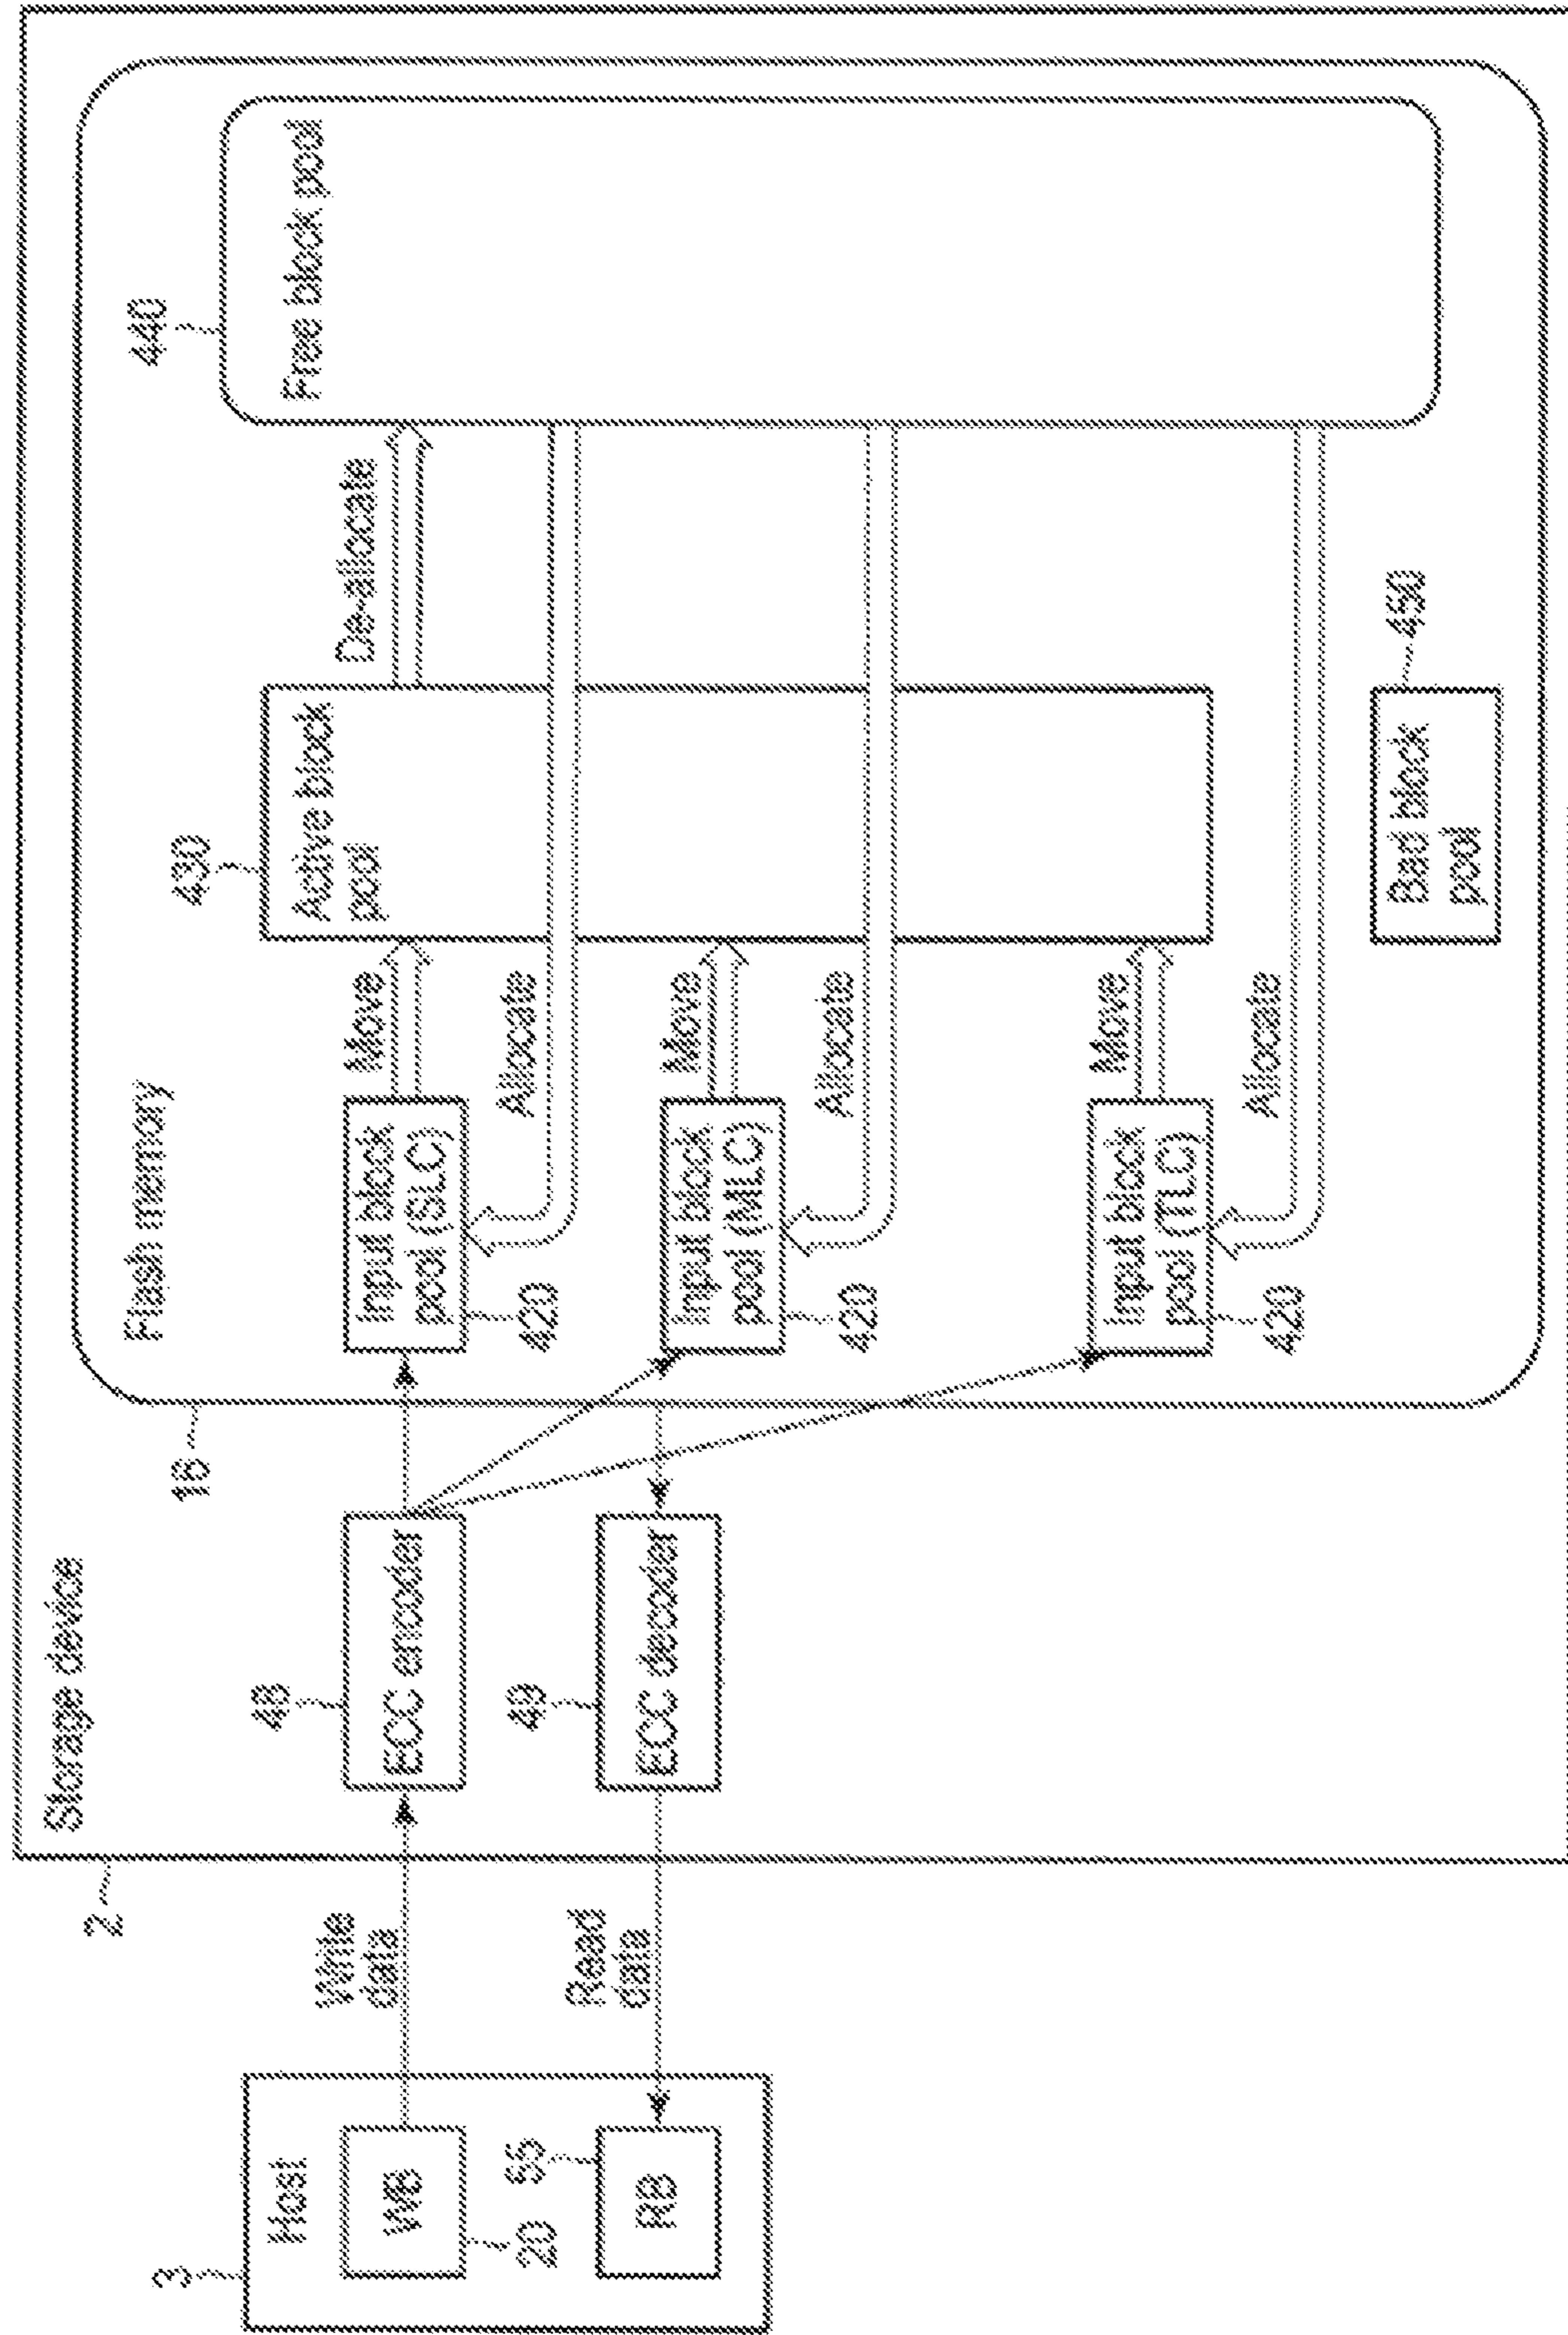 Storage device
2
Flash memory
16
440
Free block pool
De-allocate
430
Active block
pool
Move
Allocate
Input block
pool (SLC)
420
Move
Allocate
Input block
pool (MLC)
420
Move
Allocate
Input block
pool (TLC)
420
450
Bad block
pool
48
ECC encoder
49
ECC decoder
Write
data
Read
data
3
Host
WB
20
55
RB